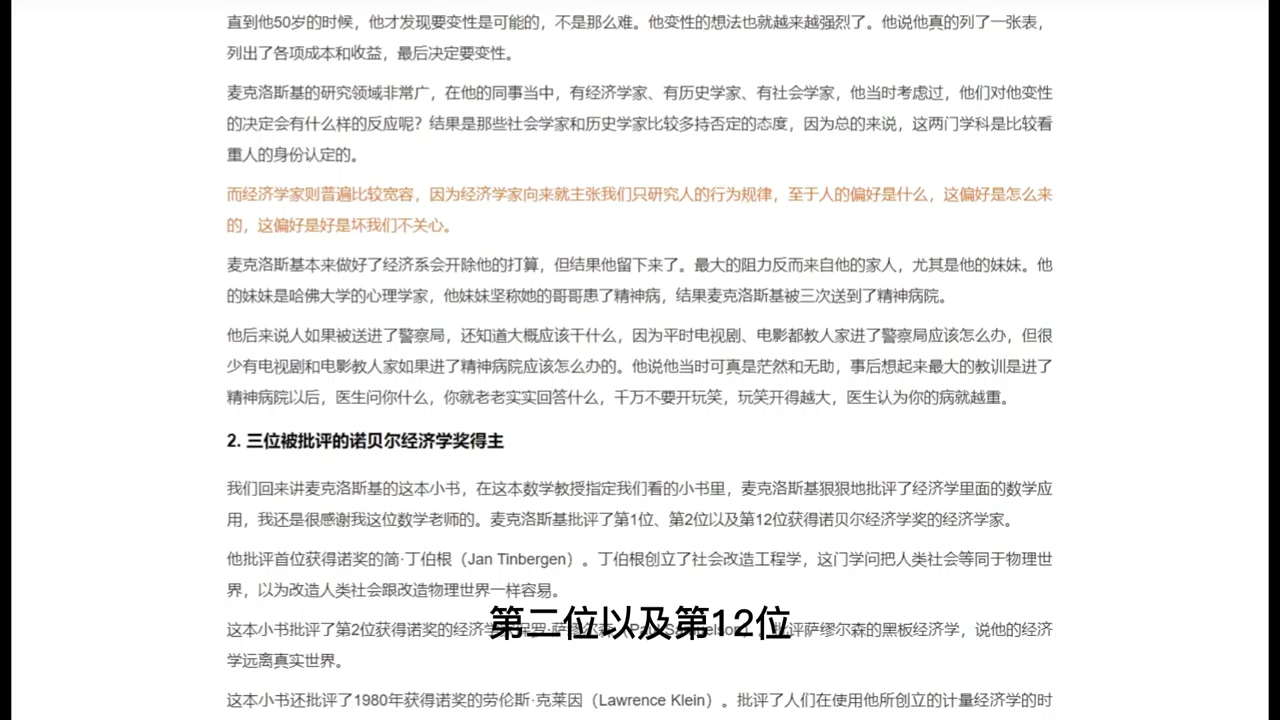 直到他50岁的时候，他才发现要变性是可能的，不是那么难。他变性的想法也就越来越强烈了。他说他真的列了一张表，
列出了各项成本和收益，最后决定要变性。
麦克洛斯基的研究领域非常广，在他的同事当中，有经济学家、有历史学家、有社会学家，他当时考虑过，他们对他变性
的决定会有什么样的反应呢？结果是那些社会学家和历史学家比较多持否定的态度，因为总的来说，这两门学科是比较看
重人的身份认定的。
而经济学家则普遍比较宽容，因为经济学家向来就主张我们只研究人的行为规律，至于人的偏好是什么，这偏好是怎么来
的，这偏好是好是坏我们不关心。
麦克洛斯基本来做好了经济系会开除他的打算，但结果他留下来了。最大的阻力反而来自他的家人，尤其是他的妹妹。他
的妹妹是哈佛大学的心理学家，他妹妹坚称她的哥哥患了精神病，结果麦克洛斯基被三次送到了精神病院。
他后来说人如果被送进了警察局，还知道大概应该干什么，因为平时电视剧、电影都教人家进了警察局应该怎么办，但很
少有电视剧和电影教人家如果进了精神病院应该怎么办的。他说他当时可真是茫然和无助，事后想起来最大的教训是进了
精神病院以后，医生问你什么，你就老老实实回答什么，千万不要开玩笑，玩笑开得越大，医生认为你的病就越重。
2. 三位被批评的诺贝尔经济学奖得主
我们回来讲麦克洛斯基的这本小书，在这本数学教授指定我们看的小书里，麦克洛斯基狠狠地批评了经济学里面的数学应
用，我还是很感谢我这位数学老师的。麦克洛斯基批评了第1位、第2位以及第12位获得诺贝尔经济学奖的经济学家。
他批评首位获得诺奖的简·丁伯根（Jan Tinbergen）。丁伯根创立了社会改造工程学，这门学问把人类社会等同于物理世
界，以为改造人类社会跟改造物理世界一样容易。
这本小书批评了第2位获得诺奖的经济学家保罗·萨缪尔森（Paul Samuelson），批评萨缪尔森的黑板经济学，说他的经济
第二位以及第12位
学远离真实世界。
这本小书还批评了1980年获得诺奖的劳伦斯·克莱因（Lawrence Klein）。批评了人们在使用他所创立的计量经济学的时